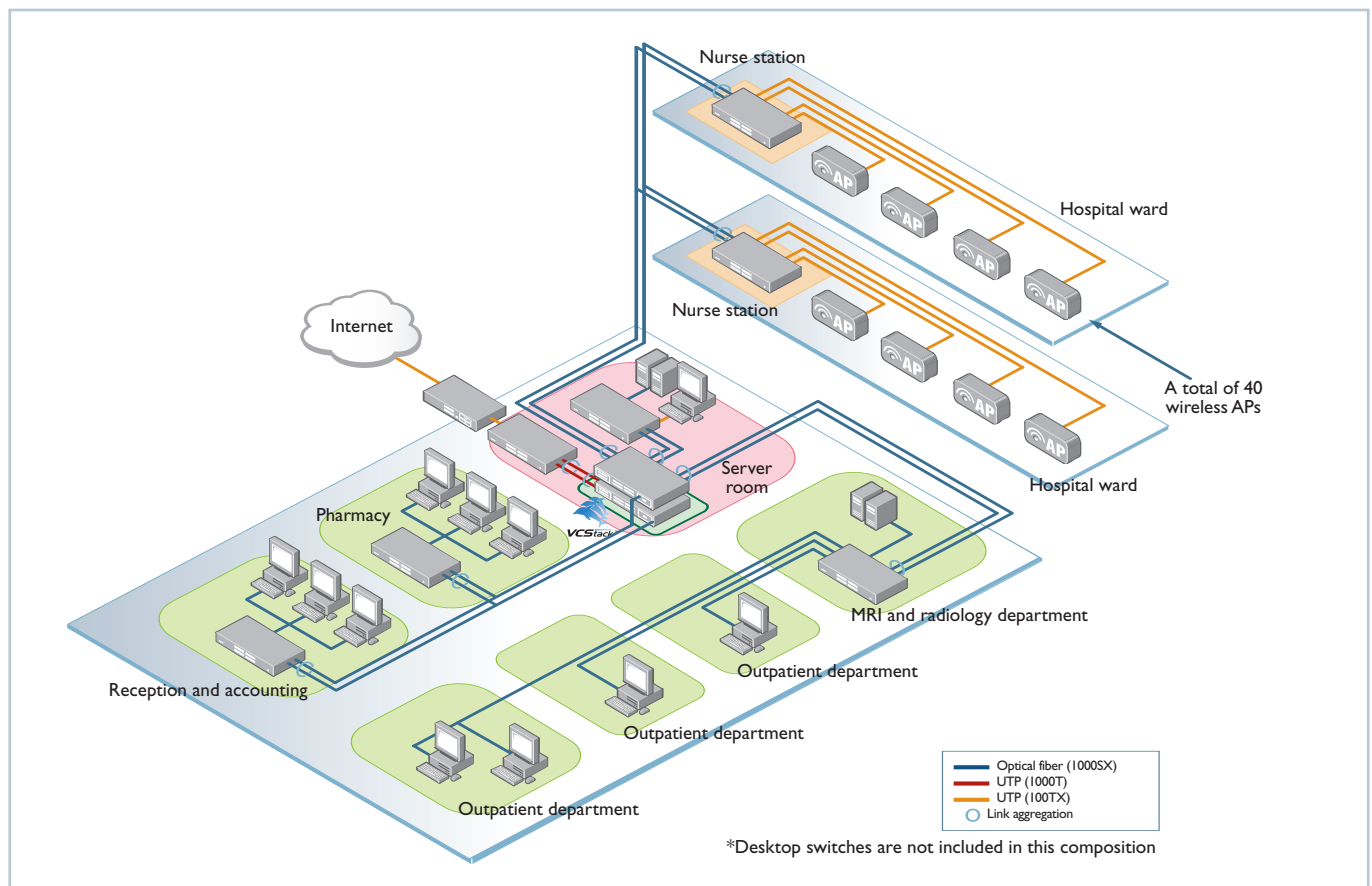 Nurse station
AP
AP
AP
AP
Hospital ward
Nurse station
AP
AP
AP
AP
Hospital ward
A total of 40
wireless APs
Internet
Server
room
VCStack
Pharmacy
MRI and radiology department
Reception and accounting
Outpatient department
Outpatient department
Outpatient department
Optical fiber (1000SX)
UTP (1000T)
UTP (100TX)
Link aggregation
*Desktop switches are not included in this composition